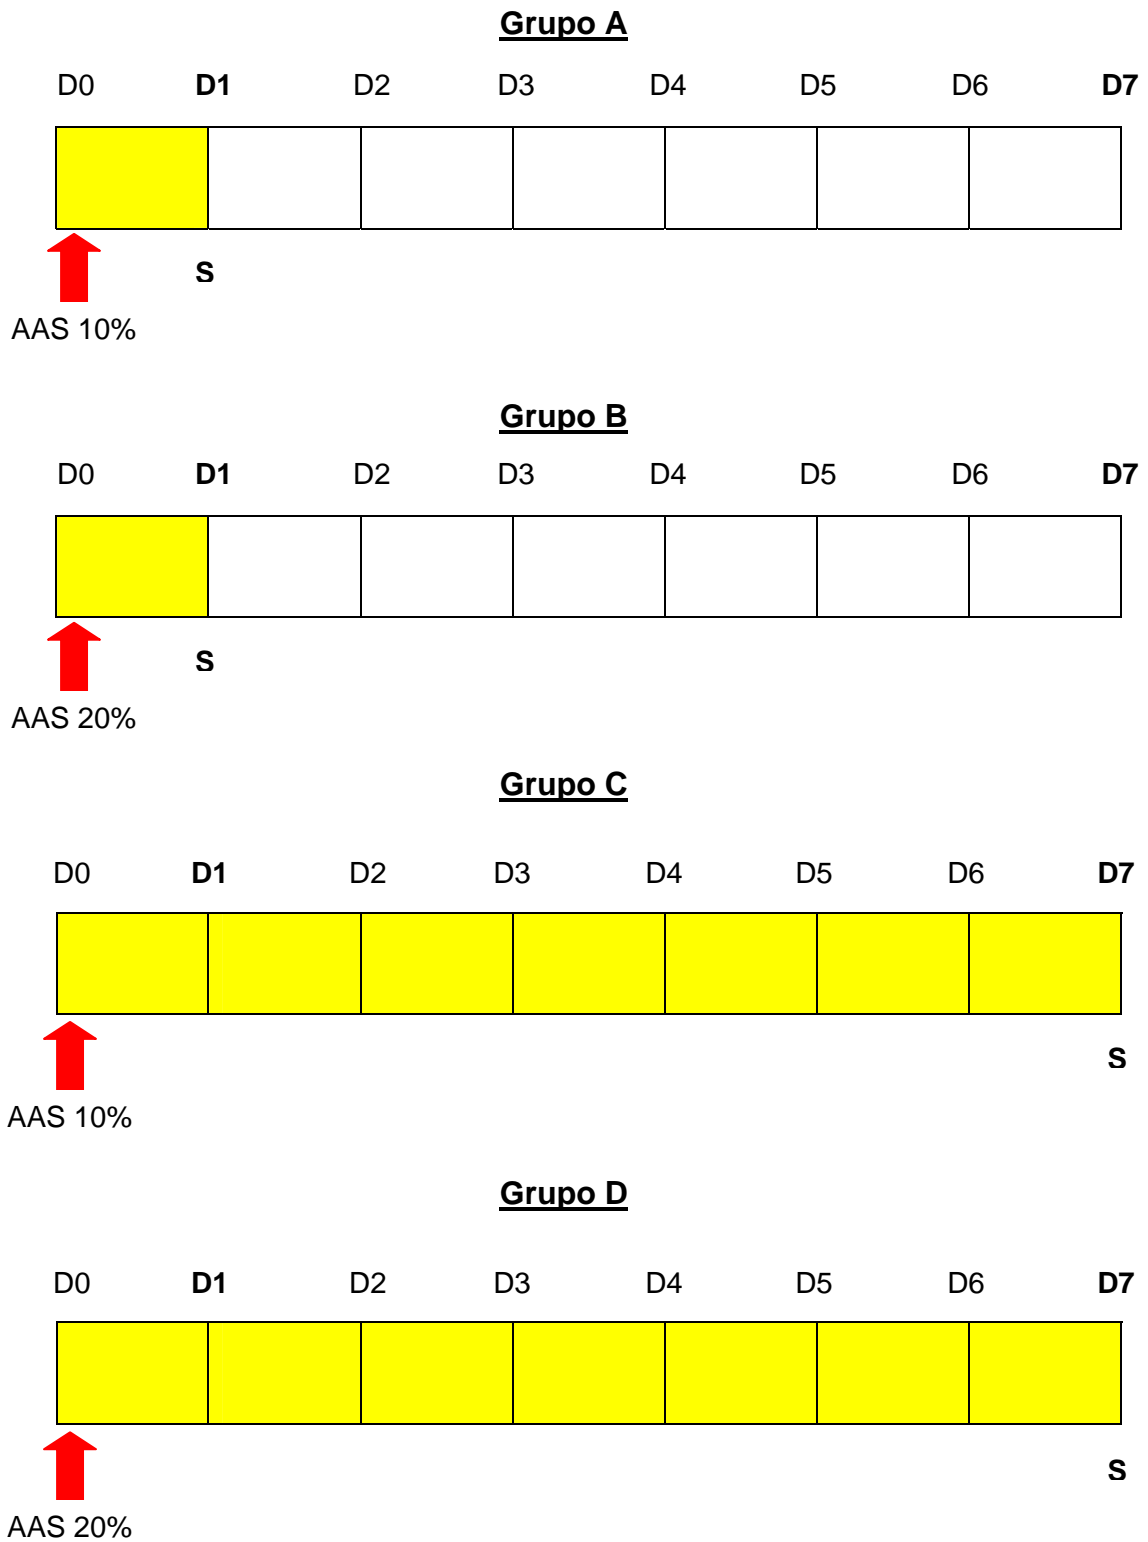 Grupo A
D0 D1 D2 D3 D4 D5 D6 D7
S
AAS 10%
Grupo B
D0 D1 D2 D3 D4 D5 D6 D7
S
AAS 20%
Grupo C
D0 D1 D2 D3 D4 D5 D6 D7
S
AAS 10%
Grupo D
D0 D1 D2 D3 D4 D5 D6 D7
S
AAS 20%